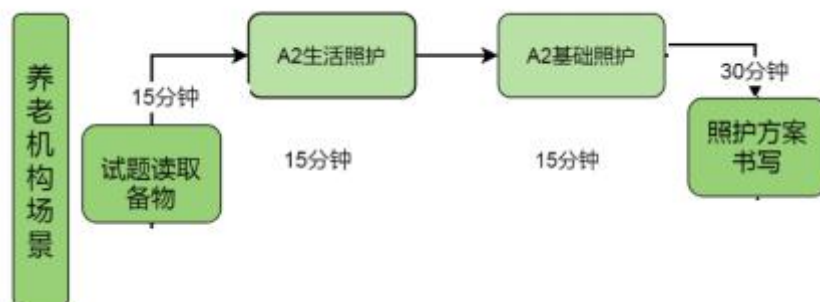 养老机构场景
试题读取
备物
15分钟
A2生活照护
15分钟
A2基础照护
15分钟
30分钟
照护方案
书写